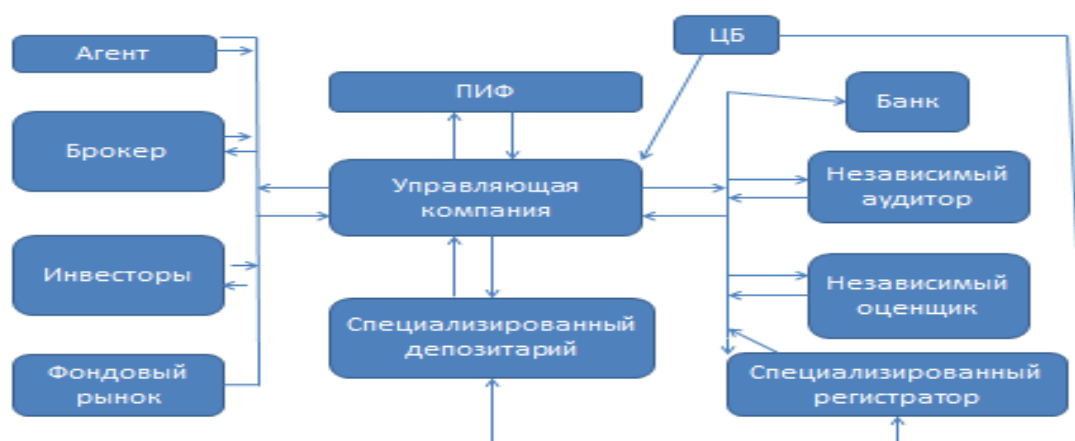 Агент
ЦБ
ПИФ
Банк
Брокер
Управляющая
компания
Независимый
аудитор
Инвесторы
Независимый
оценщик
Специализированный
депозитарий
Фондовый
рынок
Специализированный
регистратор